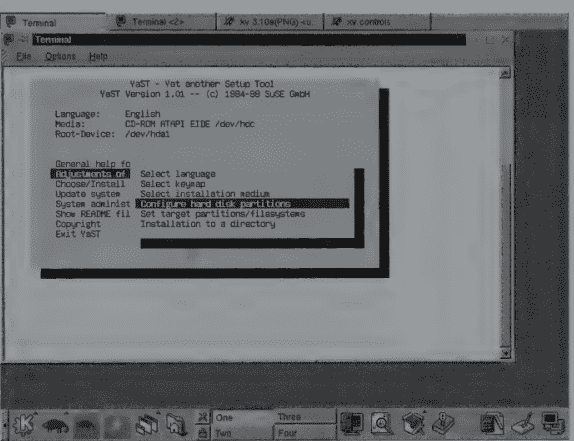 Terminal
Terminal <2>
xv 3.10a(PNG) <u
xv controls
Terminal
File Options Help
YaST - Yet another Setup Tool
YaST Version 1.01 -- (c) 1994-99 SuSE GmbH
Language: English
Media: CD-ROM ATAPI EIDE /dev/hdc
Root-Device: /dev/hda1
General help fo
Adjustments of
Select language
Choose/Install
Select keymap
Update system
Select installation medium
System administ
Configure hard disk partitions
Show README fil
Set target partitions/filesystems
Copyright
Installation to a directory
Exit YaST
One
Three
Two
Four